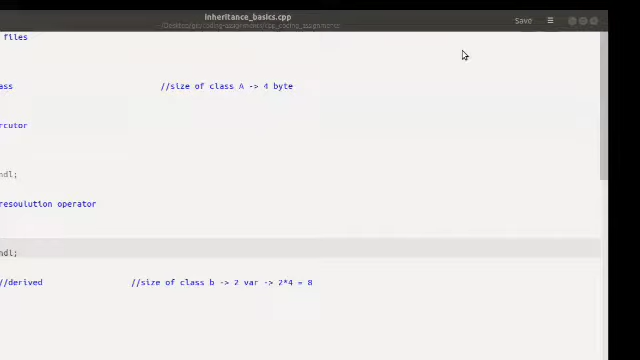 inheritance_basics.cpp
Save
files
ass //size of class A -> 4 byte
rcutor
ndl;
resoulution operator
ndl;
//derived //size of class b -> 2 var -> 2*4 = 8